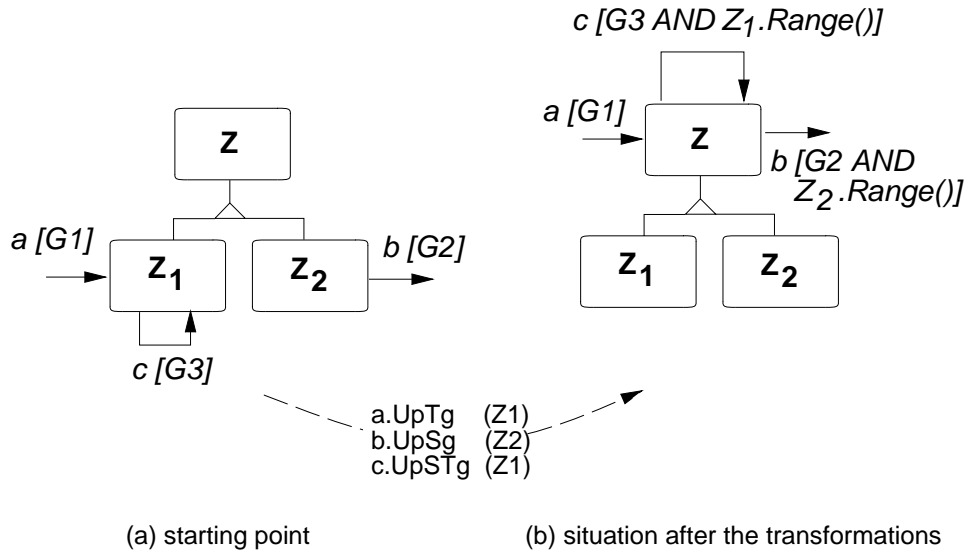 c [G3 AND Z1.Range()]
a [G1]
Z
b [G2 AND
Z2.Range()]
Z1
Z2
Z
a [G1]
Z1
Z2
b [G2]
c [G3]
a.UpTg (Z1)
b.UpSg (Z2)
c.UpSTg (Z1)
(a) starting point
(b) situation after the transformations